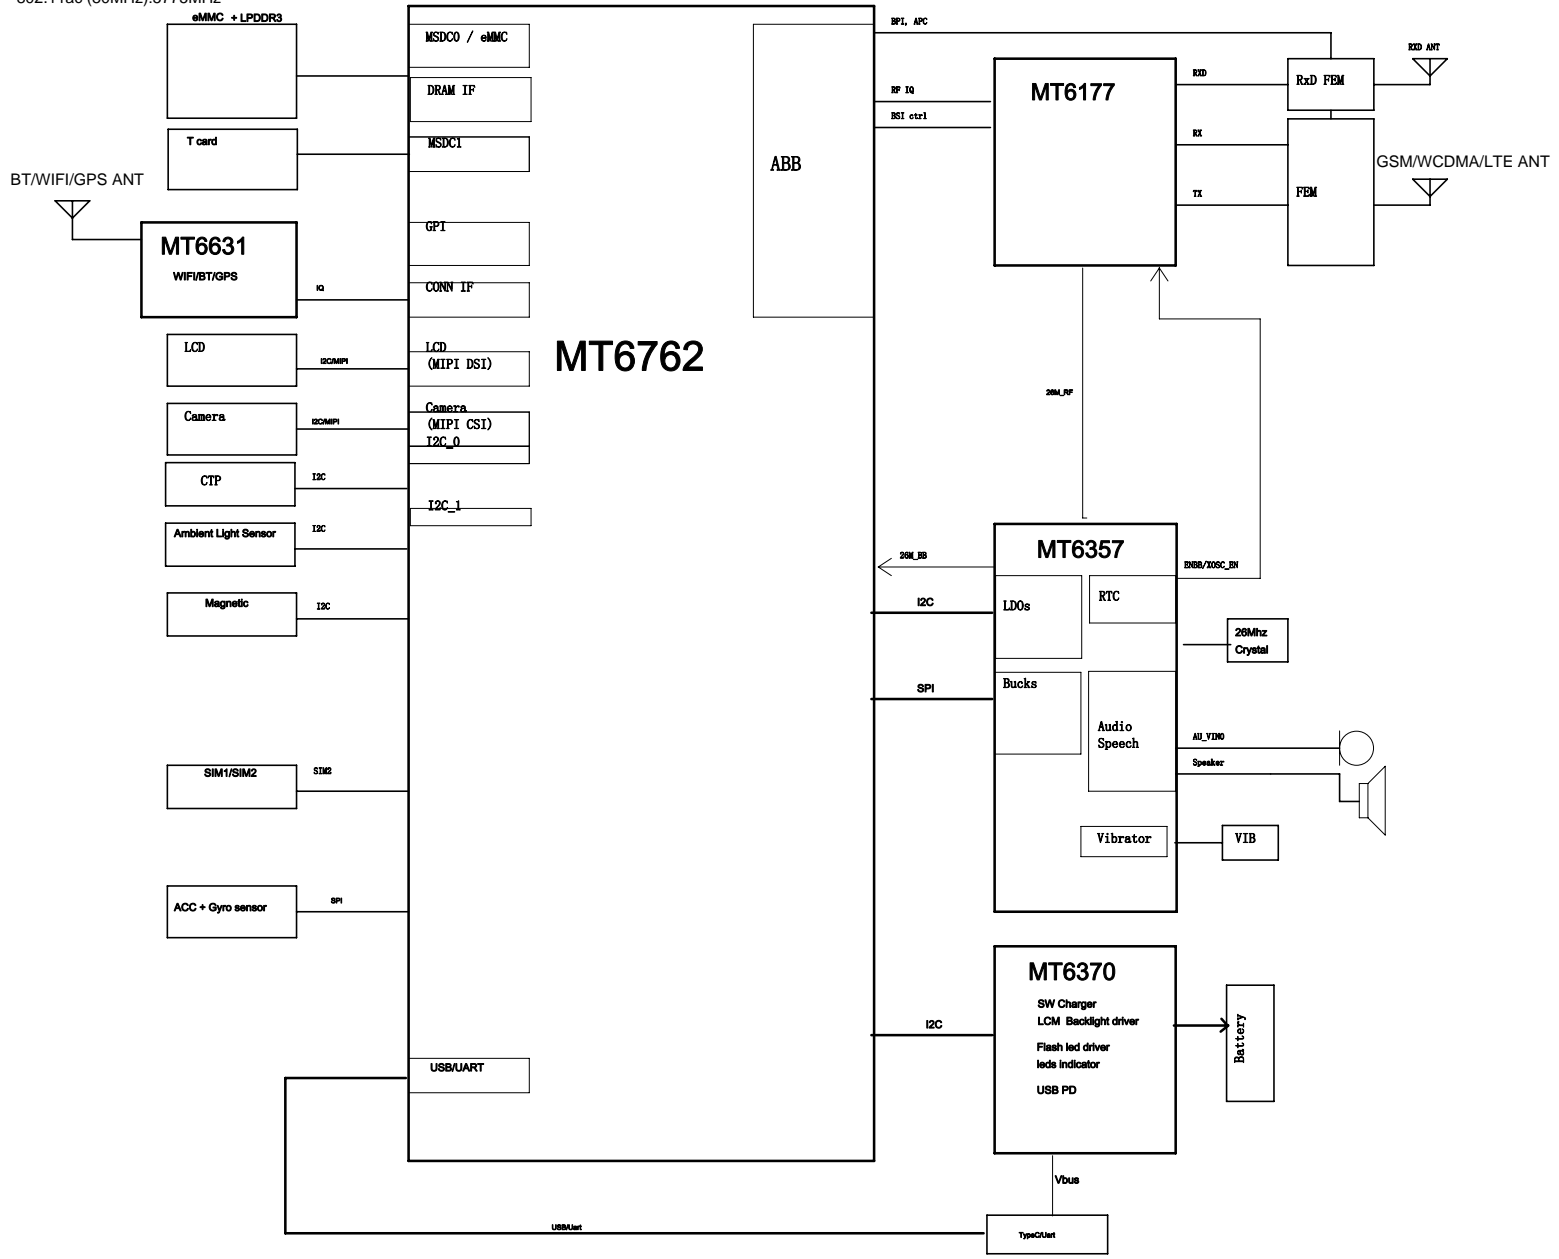 802.11ac (80MHz):5775MHz
eMMC + LPDDR3
T card
BT/WIFI/GPS ANT
MT6631
WIFI/BT/GPS
IQ
LCD
I2C/MIPI
Camera
I2C/MIPI
CTP
I2C
Ambient Light Sensor
I2C
Magnetic
I2C
SIM1/SIM2
SIM2
ACC + Gyro sensor
SPI
MSDC0 / eMMC
DRAM IF
MSDC1
GPI
CONN IF
LCD
(MIPI DSI)
Camera
(MIPI CSI)
I2C_0
I2C_1
USB/UART
MT6762
ABB
BPI, APC
RF IQ
BSI ctrl
MT6177
RXD
RX
TX
RxD FEM
FEM
RXD ANT
GSM/WCDMA/LTE ANT
26M_RF
26M_BB
I2C
SPI
MT6357
LDOs
RTC
Bucks
Audio
Speech
Vibrator
ENBB/XOSC_EN
26Mhz
Crystal
AU_VIN0
Speaker
VIB
I2C
MT6370
SW Charger
LCM Backlight driver
Flash led driver
leds indicator
USB PD
Battery
Vbus
USB/Uart
TypeC/Uart